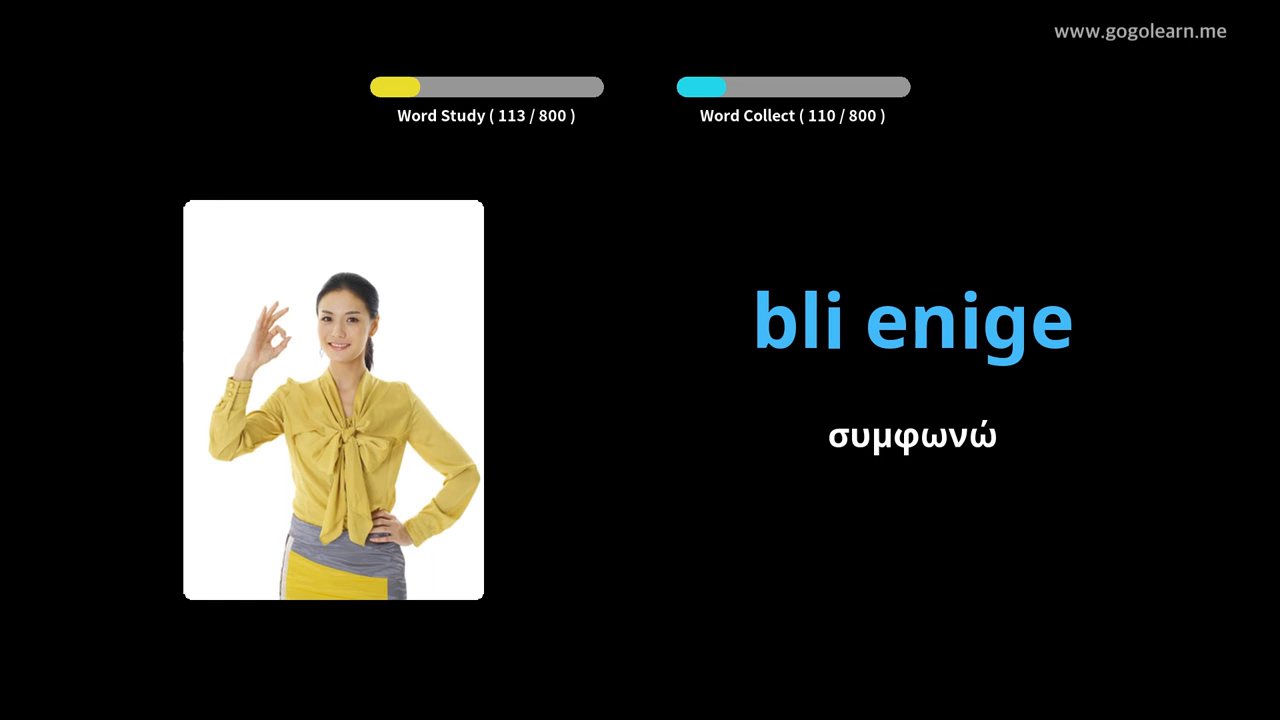 www.gogolearn.me
Word Study ( 113 / 800 )
Word Collect ( 110 / 800 )
bli enige
συμφωνώ